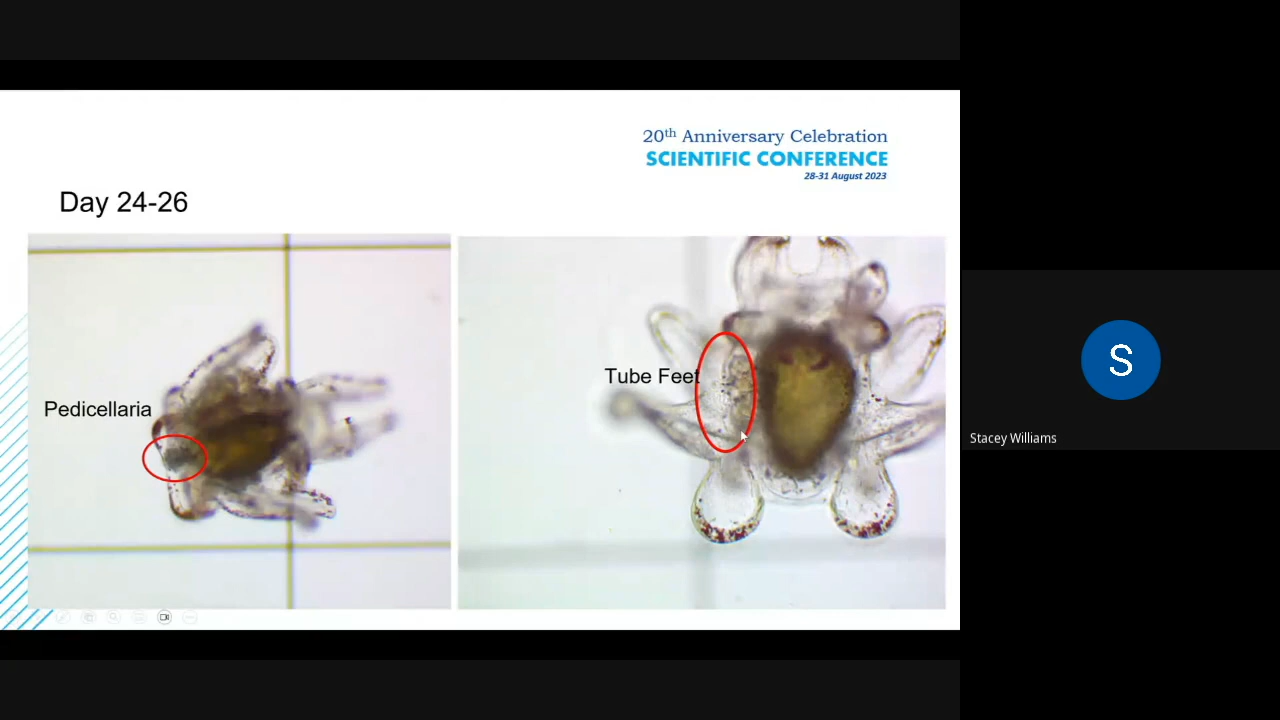 20th Anniversary Celebration
SCIENTIFIC CONFERENCE
28-31 August 2023
Day 24-26
Pedicellaria
Tube Feet
S
Stacey Williams